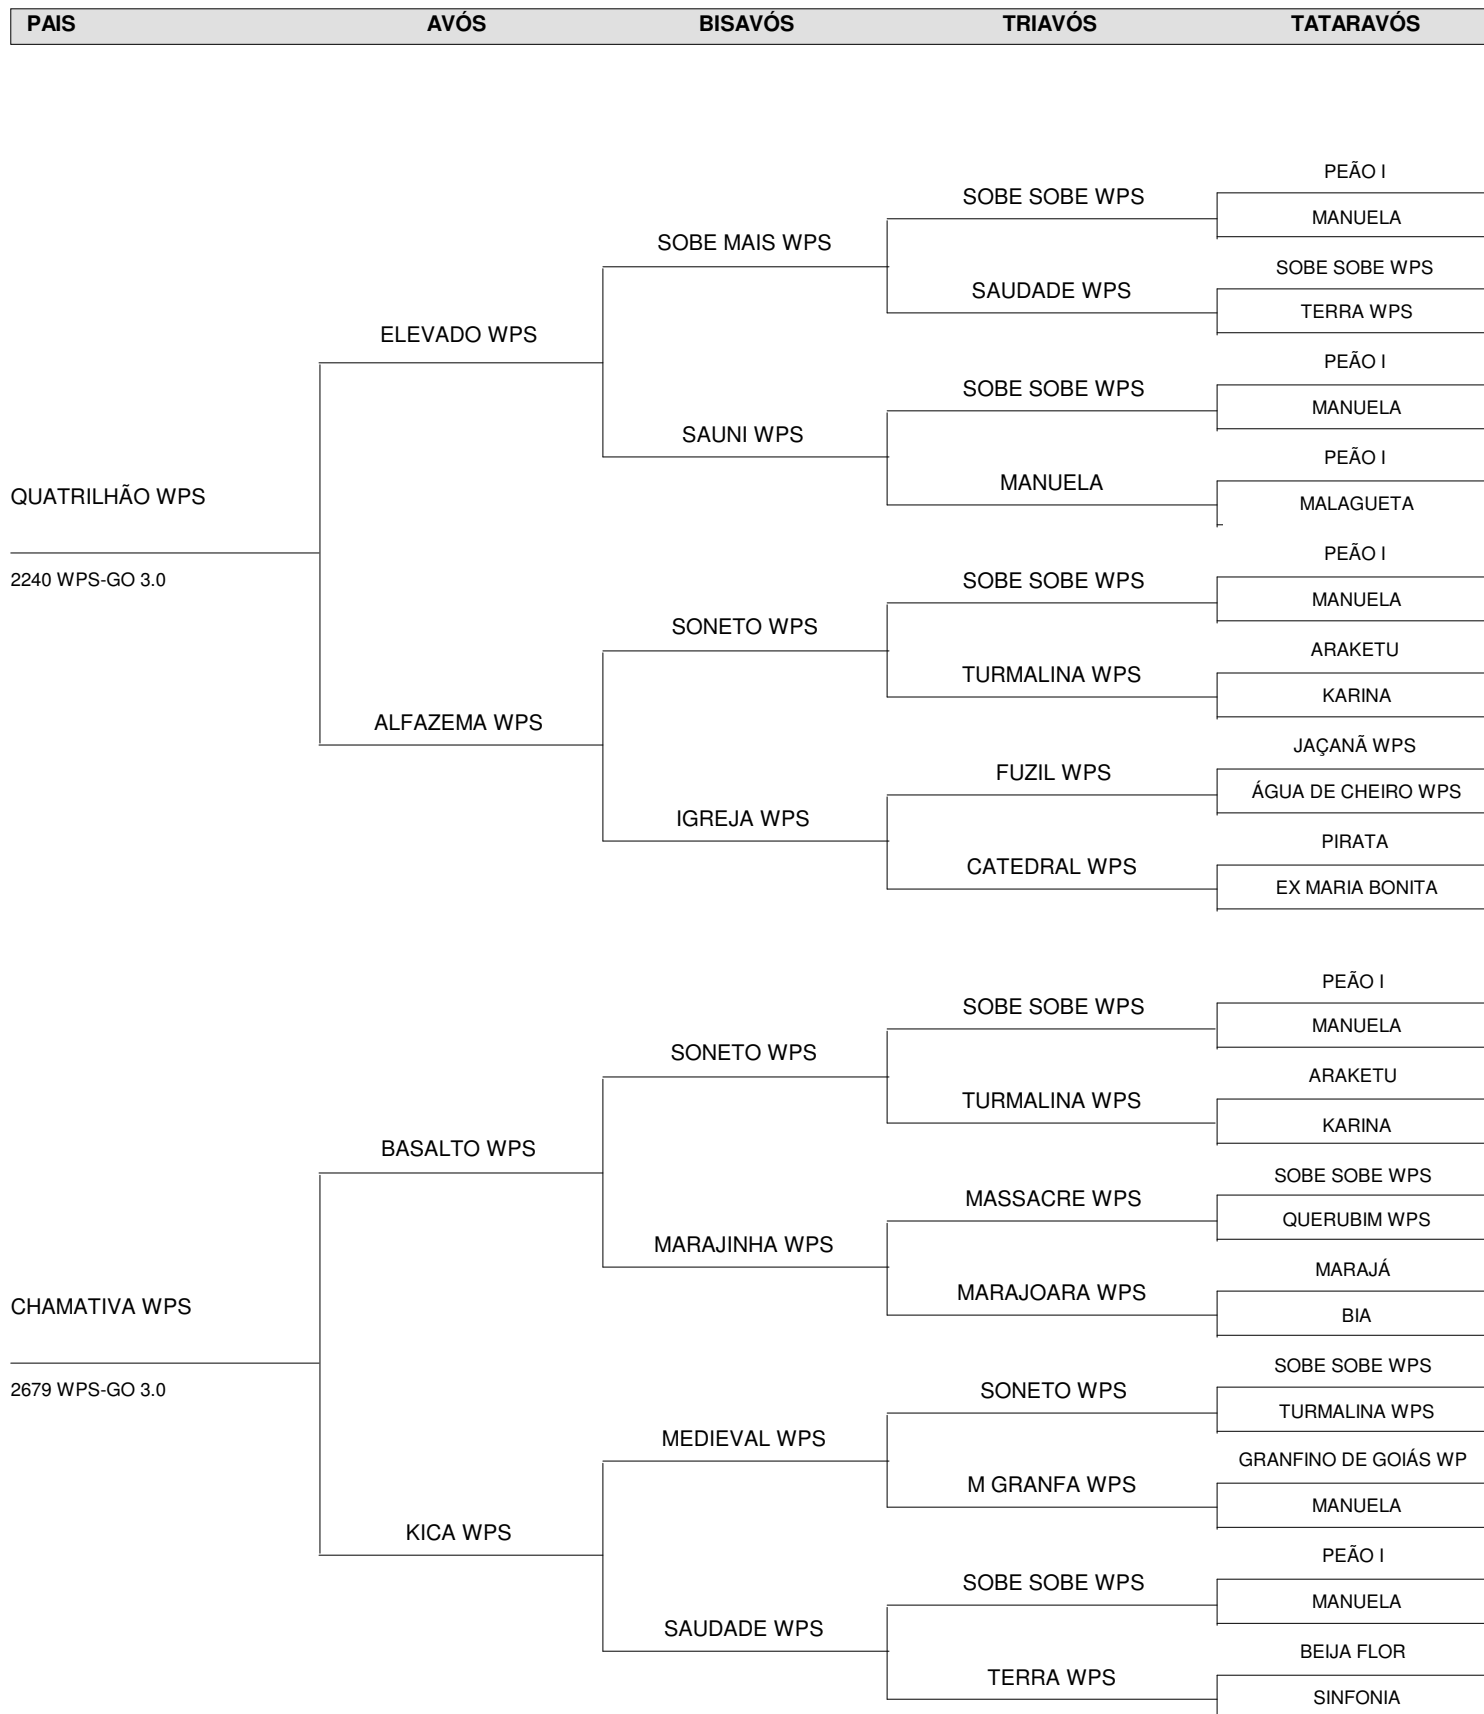 PAIS AVÓS BISAVÓS TRIAVÓS TATARAVÓS
PEÃO I
SOBE SOBE WPS
MANUELA
SOBE MAIS WPS
SOBE SOBE WPS
SAUDADE WPS
TERRA WPS
ELEVADO WPS
PEÃO I
SOBE SOBE WPS
MANUELA
SAUNI WPS
PEÃO I
MANUELA
MALAGUETA
QUATRILHÃO WPS
2240 WPS-GO 3.0
PEÃO I
SOBE SOBE WPS
MANUELA
SONETO WPS
ARAKETU
TURMALINA WPS
KARINA
ALFAZEMA WPS
JAÇANÃ WPS
FUZIL WPS
ÁGUA DE CHEIRO WPS
IGREJA WPS
PIRATA
CATEDRAL WPS
EX MARIA BONITA
PEÃO I
SOBE SOBE WPS
MANUELA
SONETO WPS
ARAKETU
TURMALINA WPS
KARINA
BASALTO WPS
SOBE SOBE WPS
MASSACRE WPS
QUERUBIM WPS
MARAJINHA WPS
MARAJÁ
MARAJOARA WPS
BIA
CHAMATIVA WPS
2679 WPS-GO 3.0
SOBE SOBE WPS
SONETO WPS
TURMALINA WPS
MEDIEVAL WPS
GRANFINO DE GOIÁS WP
M GRANFA WPS
MANUELA
KICA WPS
PEÃO I
SOBE SOBE WPS
MANUELA
SAUDADE WPS
BEIJA FLOR
TERRA WPS
SINFONIA